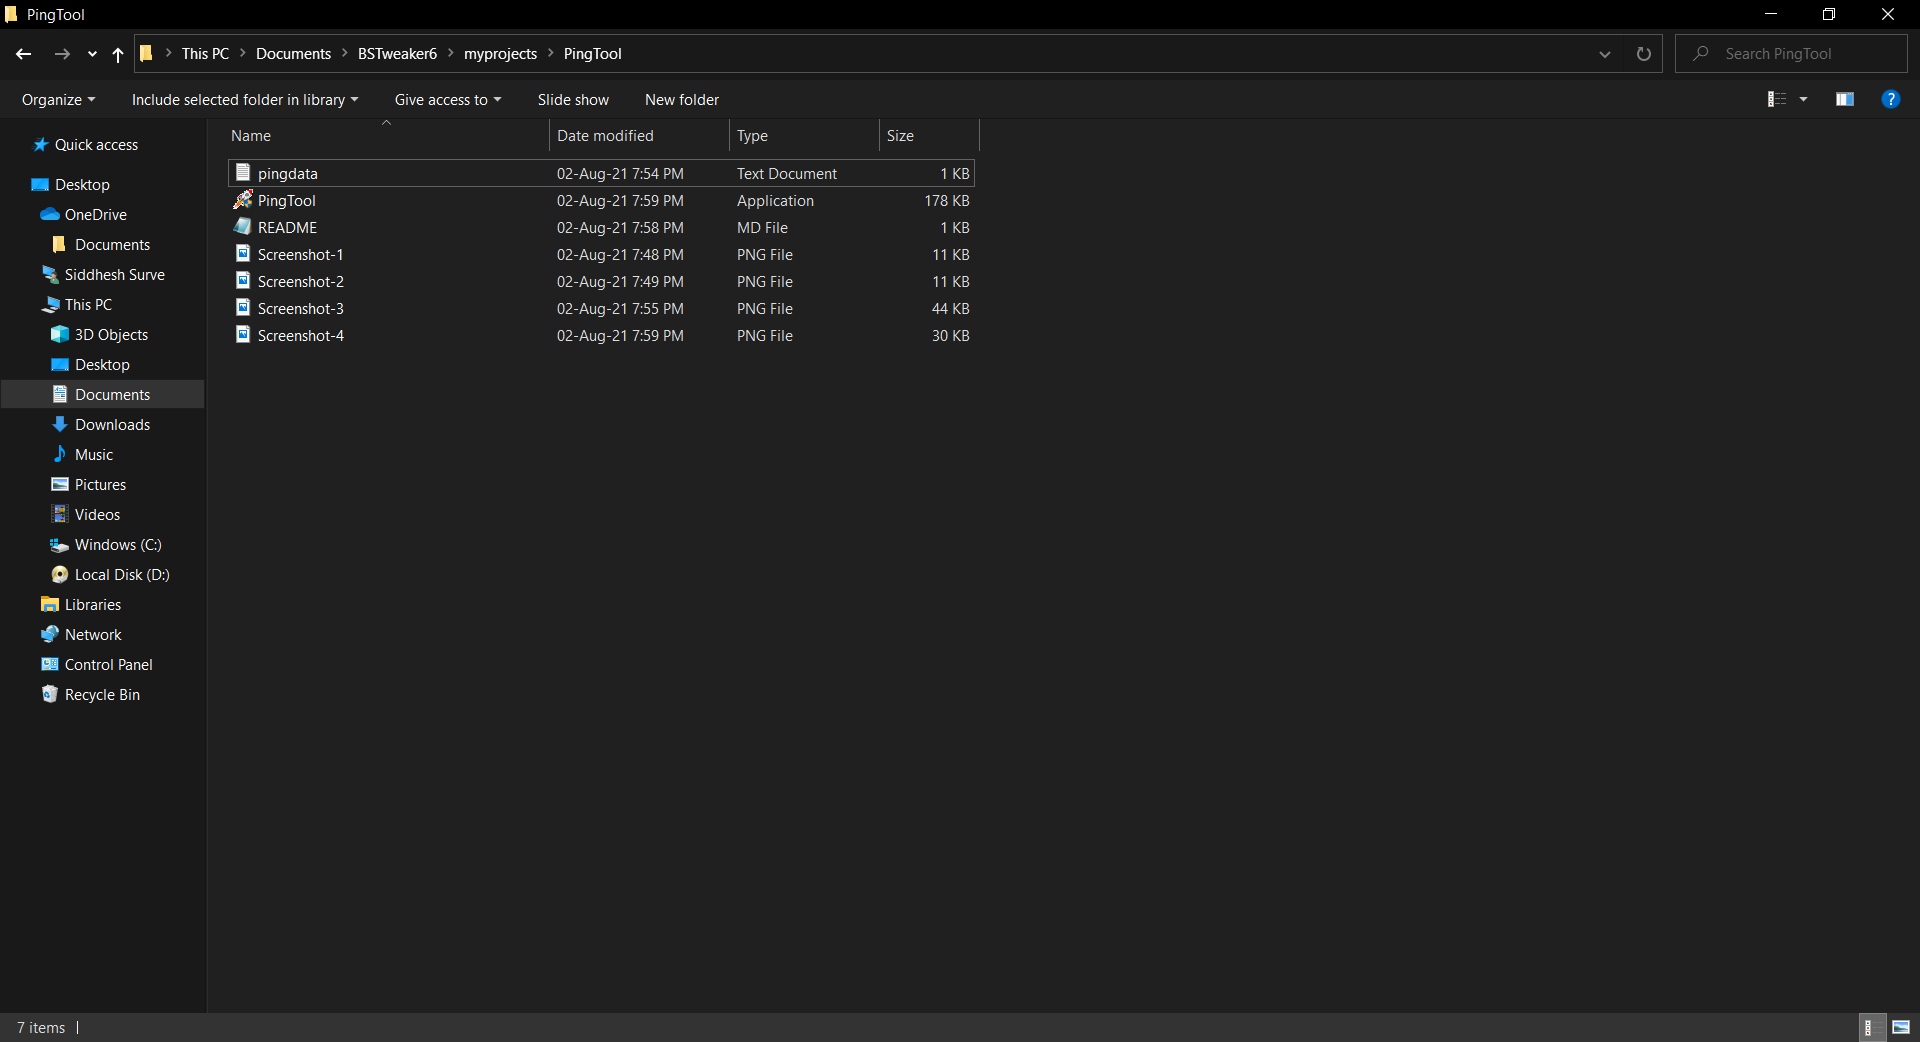 PingTool
This PC Documents BSTweaker6 myprojects PingTool
Search PingTool
Organize Include selected folder in library Give access to Slide show New folder
?
Name Date modified Type Size
pingdata 02-Aug-21 7:54 PM Text Document 1 KB
PingTool 02-Aug-21 7:59 PM Application 178 KB
README 02-Aug-21 7:58 PM MD File 1 KB
Screenshot-1 02-Aug-21 7:48 PM PNG File 11 KB
Screenshot-2 02-Aug-21 7:49 PM PNG File 11 KB
Screenshot-3 02-Aug-21 7:55 PM PNG File 44 KB
Screenshot-4 02-Aug-21 7:59 PM PNG File 30 KB
Quick access
Desktop
OneDrive
Documents
Siddhesh Surve
This PC
3D Objects
Desktop
Documents
Downloads
Music
Pictures
Videos
Windows (C:)
Local Disk (D:)
Libraries
Network
Control Panel
Recycle Bin
7 items